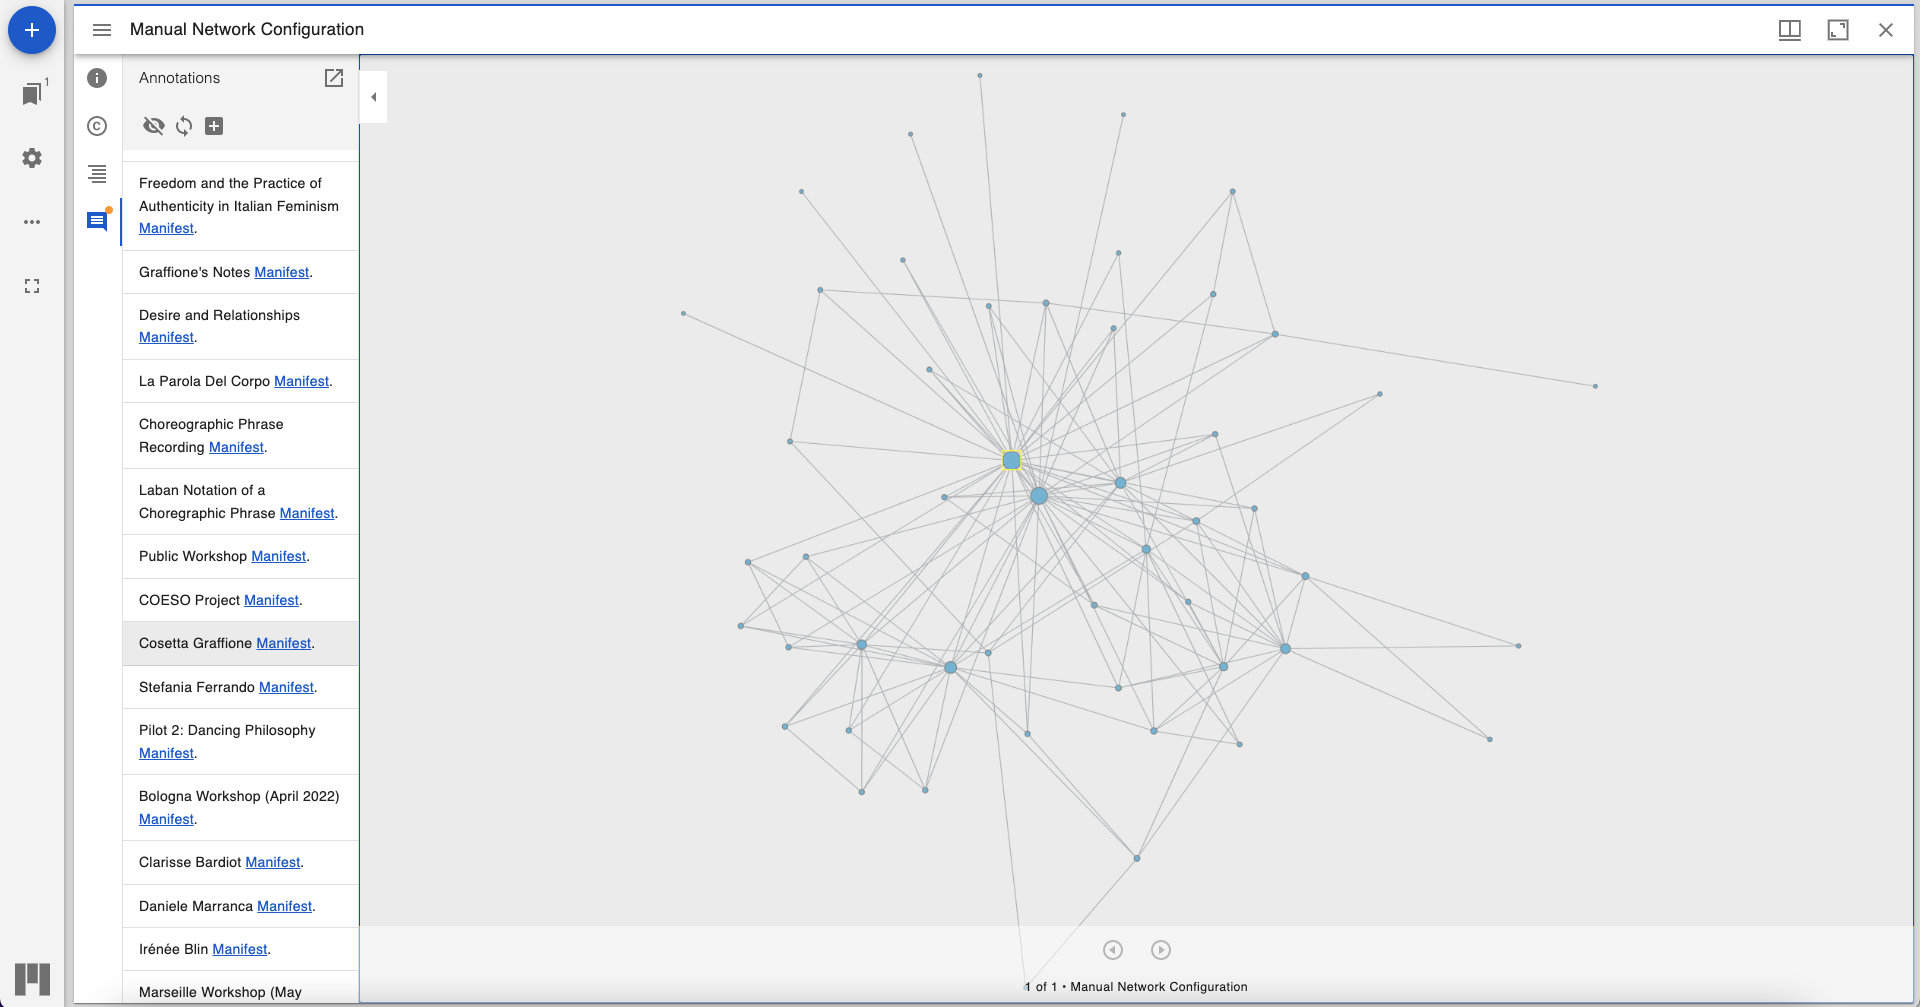 Manual Network Configuration
1
Annotations
Freedom and the Practice of
Authenticity in Italian Feminism
Manifest.
Graffione's Notes Manifest.
Desire and Relationships
Manifest.
La Parola Del Corpo Manifest.
Choreographic Phrase
Recording Manifest.
Laban Notation of a
Choregraphic Phrase Manifest.
Public Workshop Manifest.
COESO Project Manifest.
Cosetta Graffione Manifest.
Stefania Ferrando Manifest.
Pilot 2: Dancing Philosophy
Manifest.
Bologna Workshop (April 2022)
Manifest.
Clarisse Bardiot Manifest.
Daniele Marranca Manifest.
Irénée Blin Manifest.
Marseille Workshop (May
1 of 1 • Manual Network Configuration